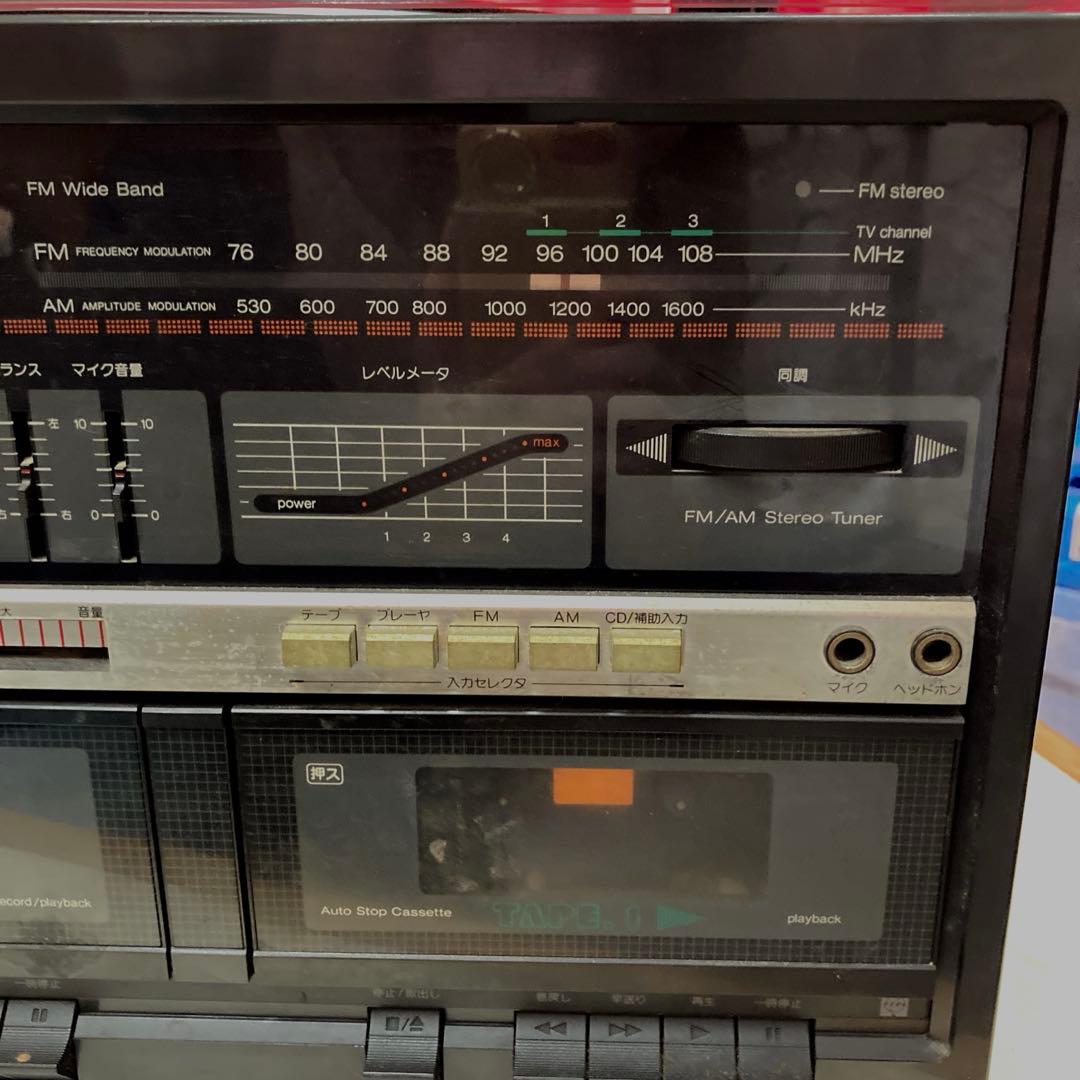 FM Wide Band
FM stereo
1 2 3 TV channel
FM FREQUENCY MODULATION 76 80 84 88 92 96 100 104 108 MHz
AM AMPLITUDE MODULATION 530 600 700 800 1000 1200 1400 1600 kHz
ランス マイク音量 レベルメータ 同調
左 10 10
max
power
右 0 0
1 2 3 4
FM/AM Stereo Tuner
大 音量
テープ プレーヤ FM AM CD/補助入力
入力セレクタ
マイク ヘッドホン
押ス
ecord/playback
Auto Stop Cassette TAPE.1 playback
一時停止 停止/取出し 巻戻し 早送り 再生 一時停止